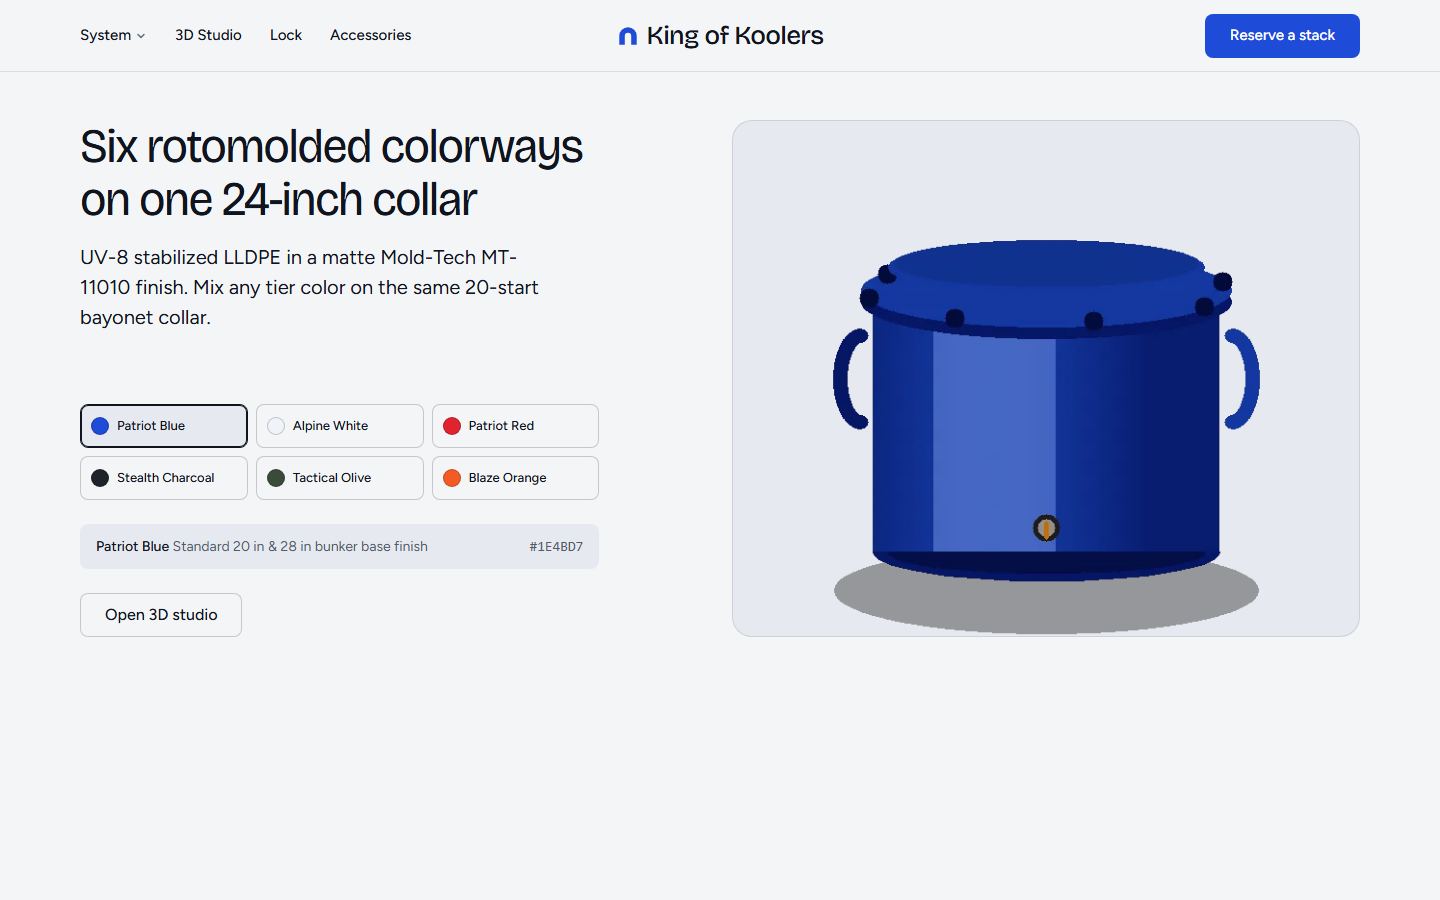 System
3D Studio
Lock
Accessories
King of Koolers
Reserve a stack
Six rotomolded colorways
on one 24-inch collar
UV-8 stabilized LLDPE in a matte Mold-Tech MT-
11010 finish. Mix any tier color on the same 20-start
bayonet collar.
Patriot Blue
Alpine White
Patriot Red
Stealth Charcoal
Tactical Olive
Blaze Orange
Patriot Blue Standard 20 in & 28 in bunker base finish
#1E4BD7
Open 3D studio